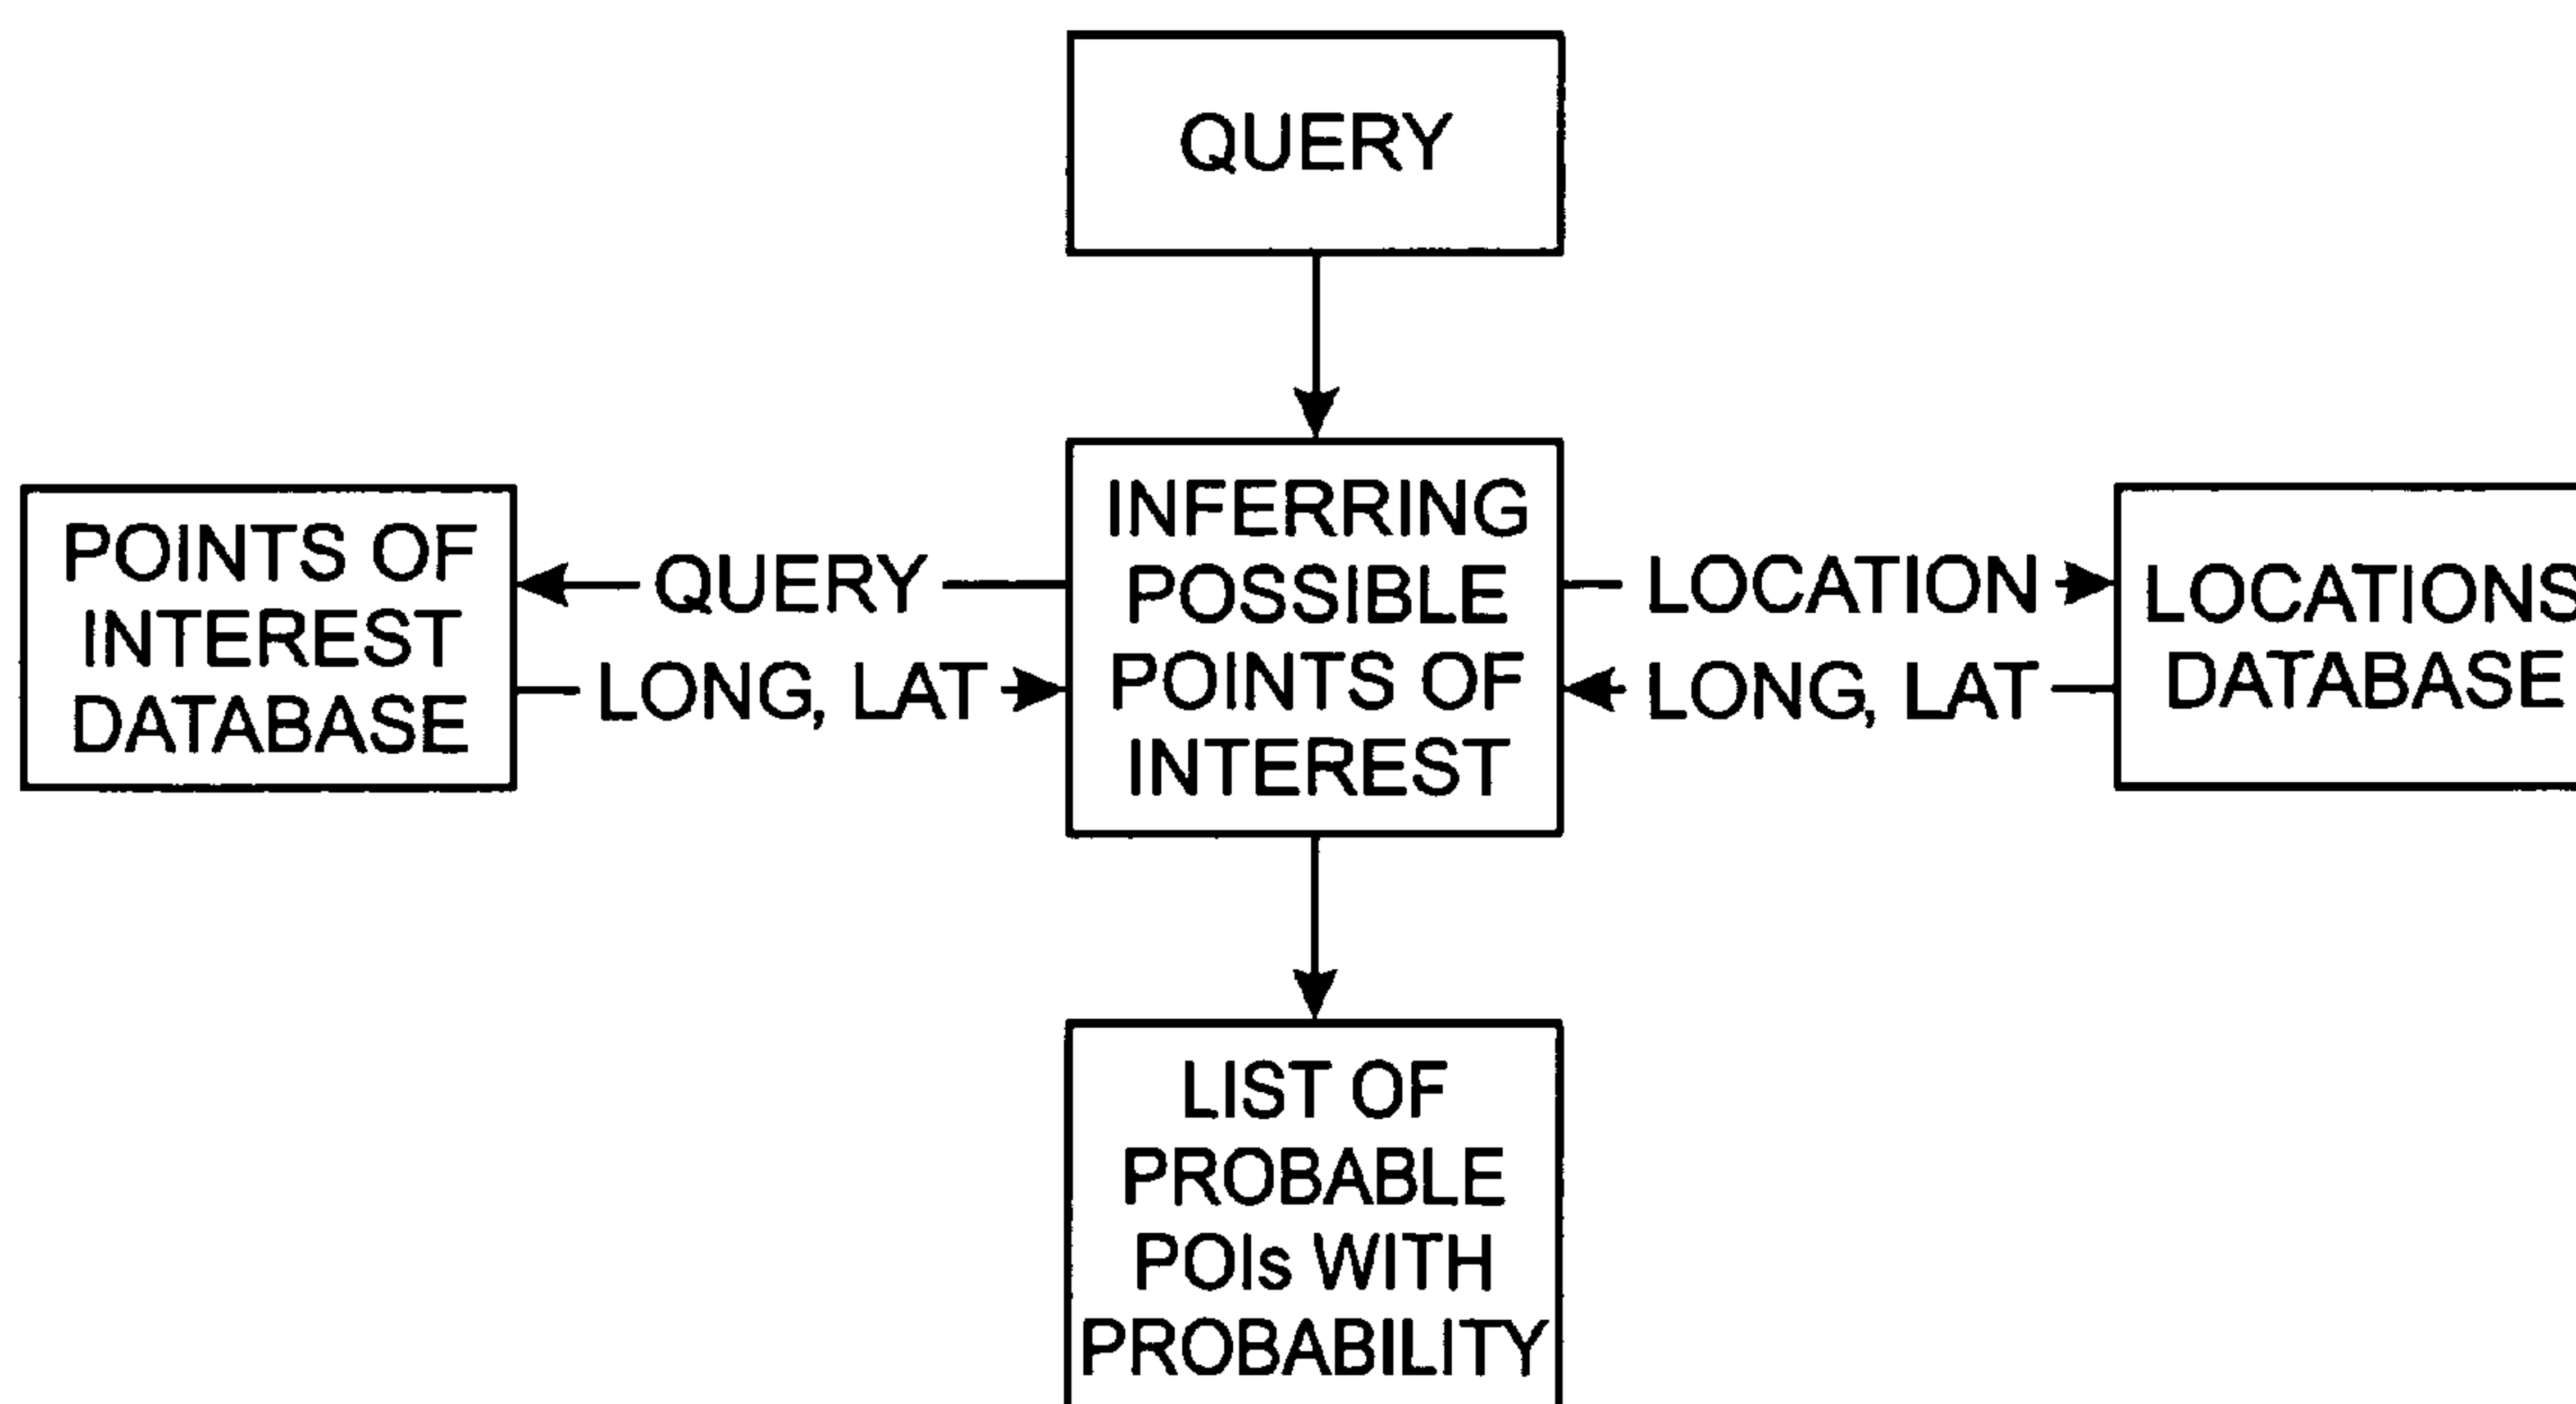 QUERY
POINTS OF
INTEREST
DATABASE
QUERY
LONG, LAT
INFERRING
POSSIBLE
POINTS OF
INTEREST
LOCATION
LONG, LAT
LOCATIONS
DATABASE
LIST OF
PROBABLE
POIs WITH
PROBABILITY